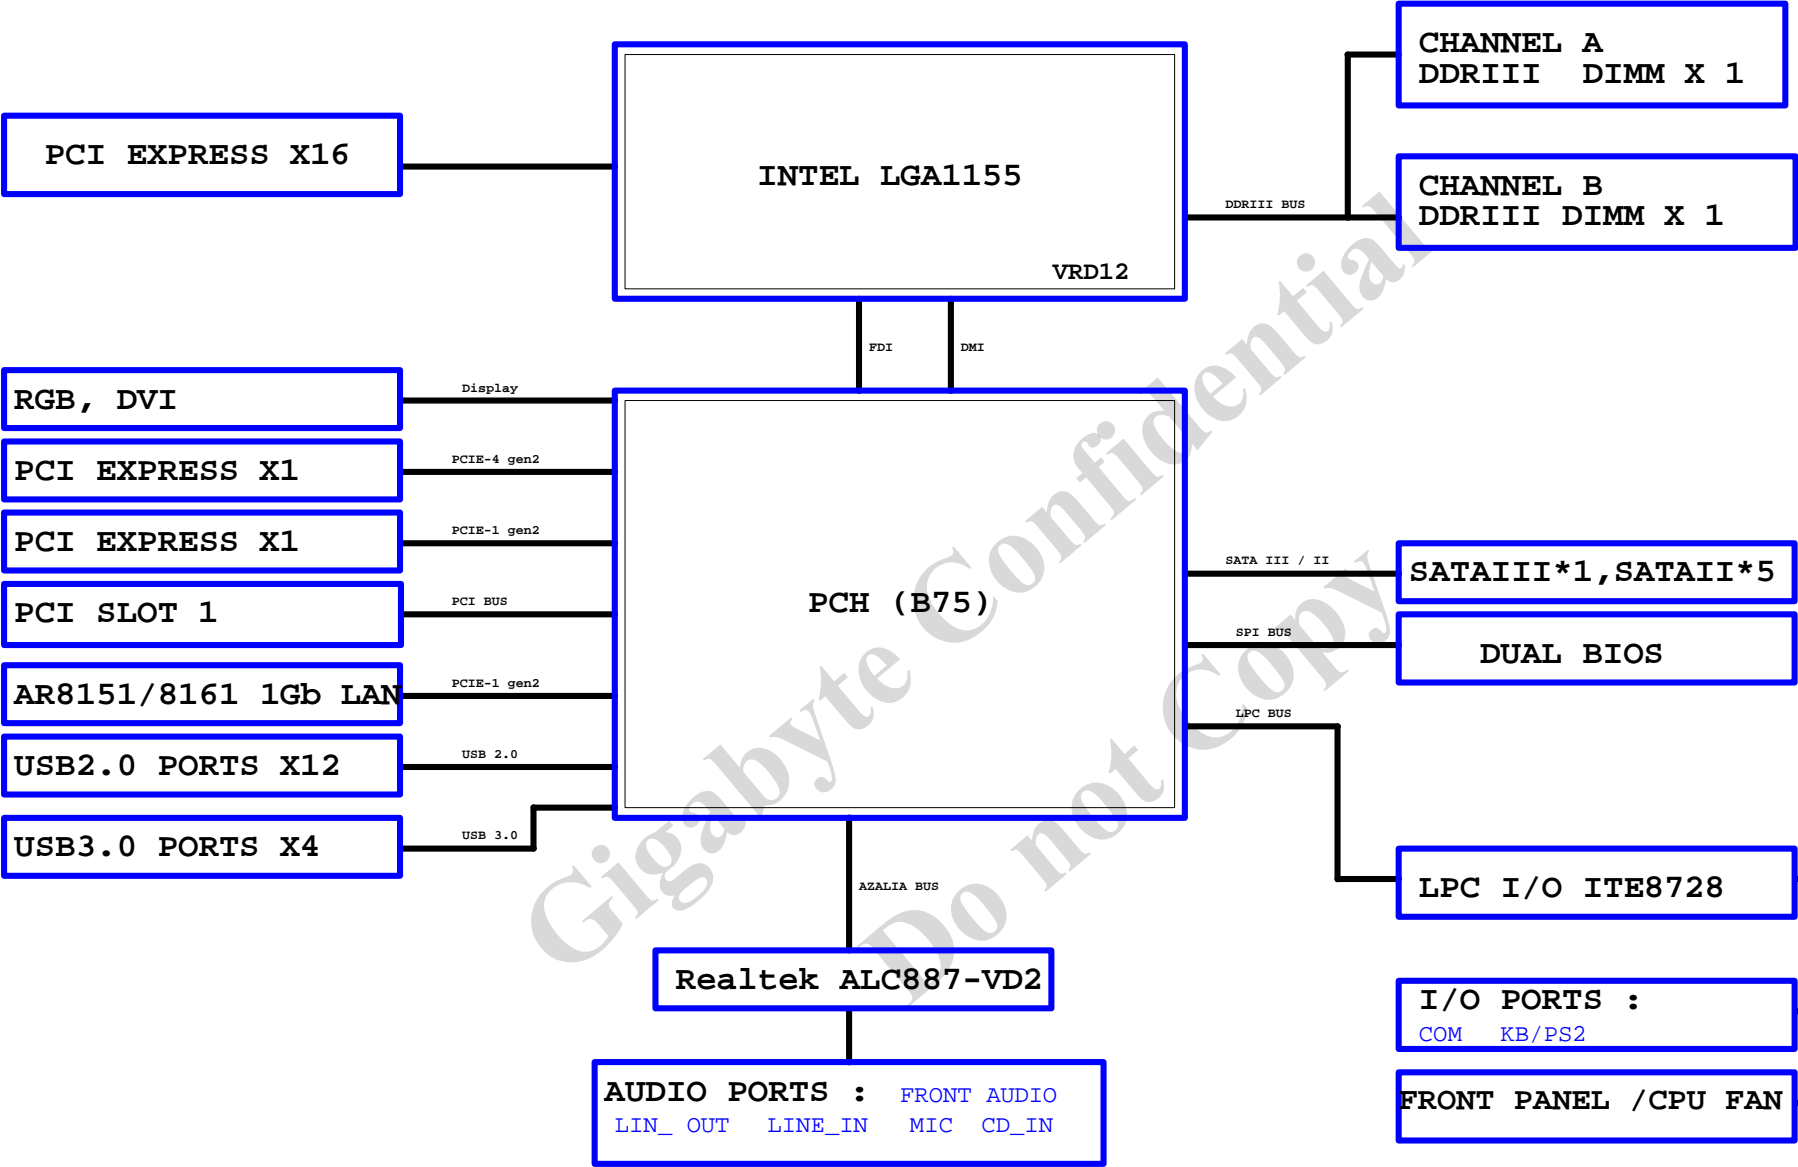 CHANNEL A
DDRIII DIMM X 1
PCI EXPRESS X16
INTEL LGA1155
VRD12
DDRIII BUS
CHANNEL B
DDRIII DIMM X 1
FDI
DMI
RGB, DVI
Display
PCI EXPRESS X1
PCIE-4 gen2
PCI EXPRESS X1
PCIE-1 gen2
PCI SLOT 1
PCI BUS
AR8151/8161 1Gb LAN
PCIE-1 gen2
USB2.0 PORTS X12
USB 2.0
USB3.0 PORTS X4
USB 3.0
PCH (B75)
SATA III / II
SATAIII*1,SATAII*5
SPI BUS
DUAL BIOS
LPC BUS
LPC I/O ITE8728
AZALIA BUS
Realtek ALC887-VD2
AUDIO PORTS : FRONT AUDIO
LIN_ OUT LINE_IN MIC CD_IN
I/O PORTS :
COM KB/PS2
FRONT PANEL /CPU FAN
Gigabyte Confidential
Do not Copy